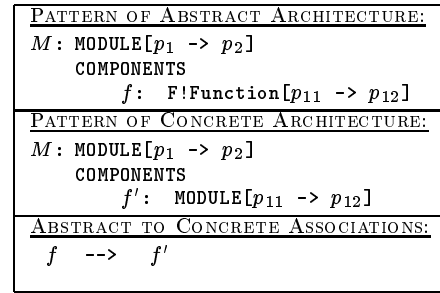 PATTERN OF ABSTRACT ARCHITECTURE:
M: MODULE[p₁ -> p₂]
COMPONENTS
f: F!Function[p₁₁ -> p₁₂]
PATTERN OF CONCRETE ARCHITECTURE:
M: MODULE[p₁ -> p₂]
COMPONENTS
f′: MODULE[p₁₁ -> p₁₂]
ABSTRACT TO CONCRETE ASSOCIATIONS:
f --> f′